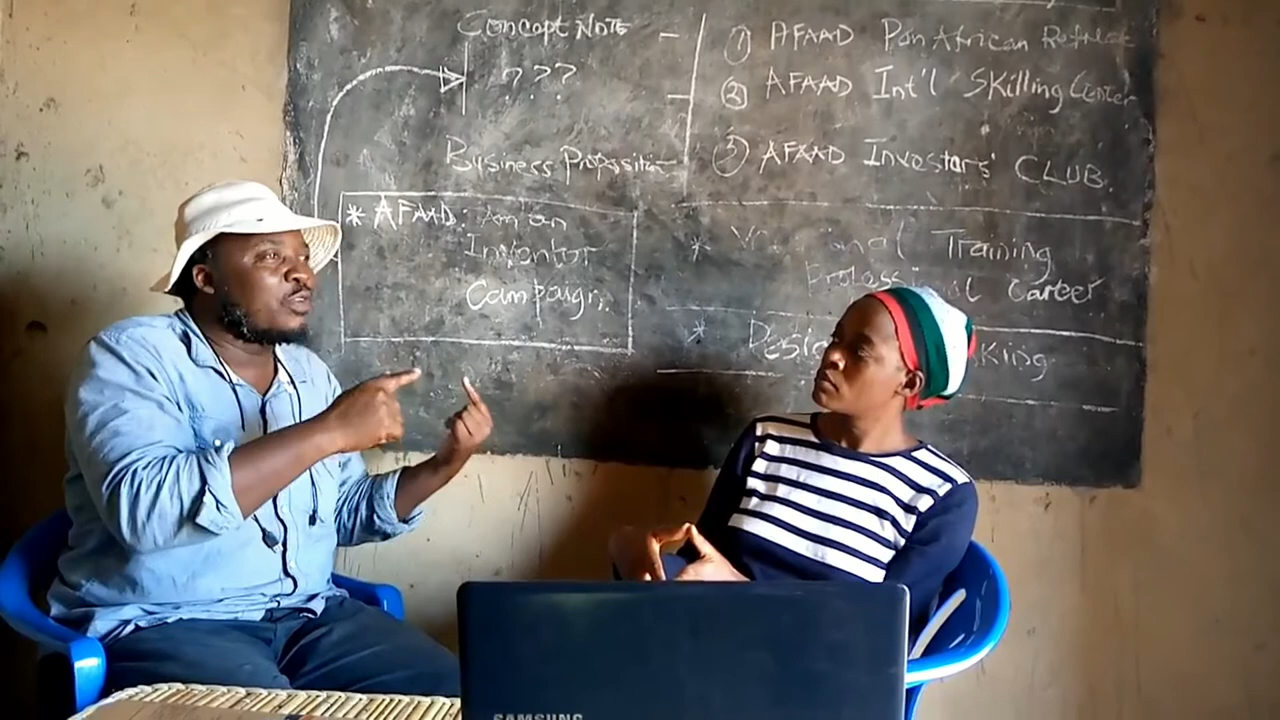 Concept NOTE -
???
Business Proposition
① AFAAD Pan African Retreat
② AFAAD Int'l Skilling Center
③ AFAAD Investors' CLUB.
* AFAAD: Am an
Inventor
Campaign,
* Training
Career
*